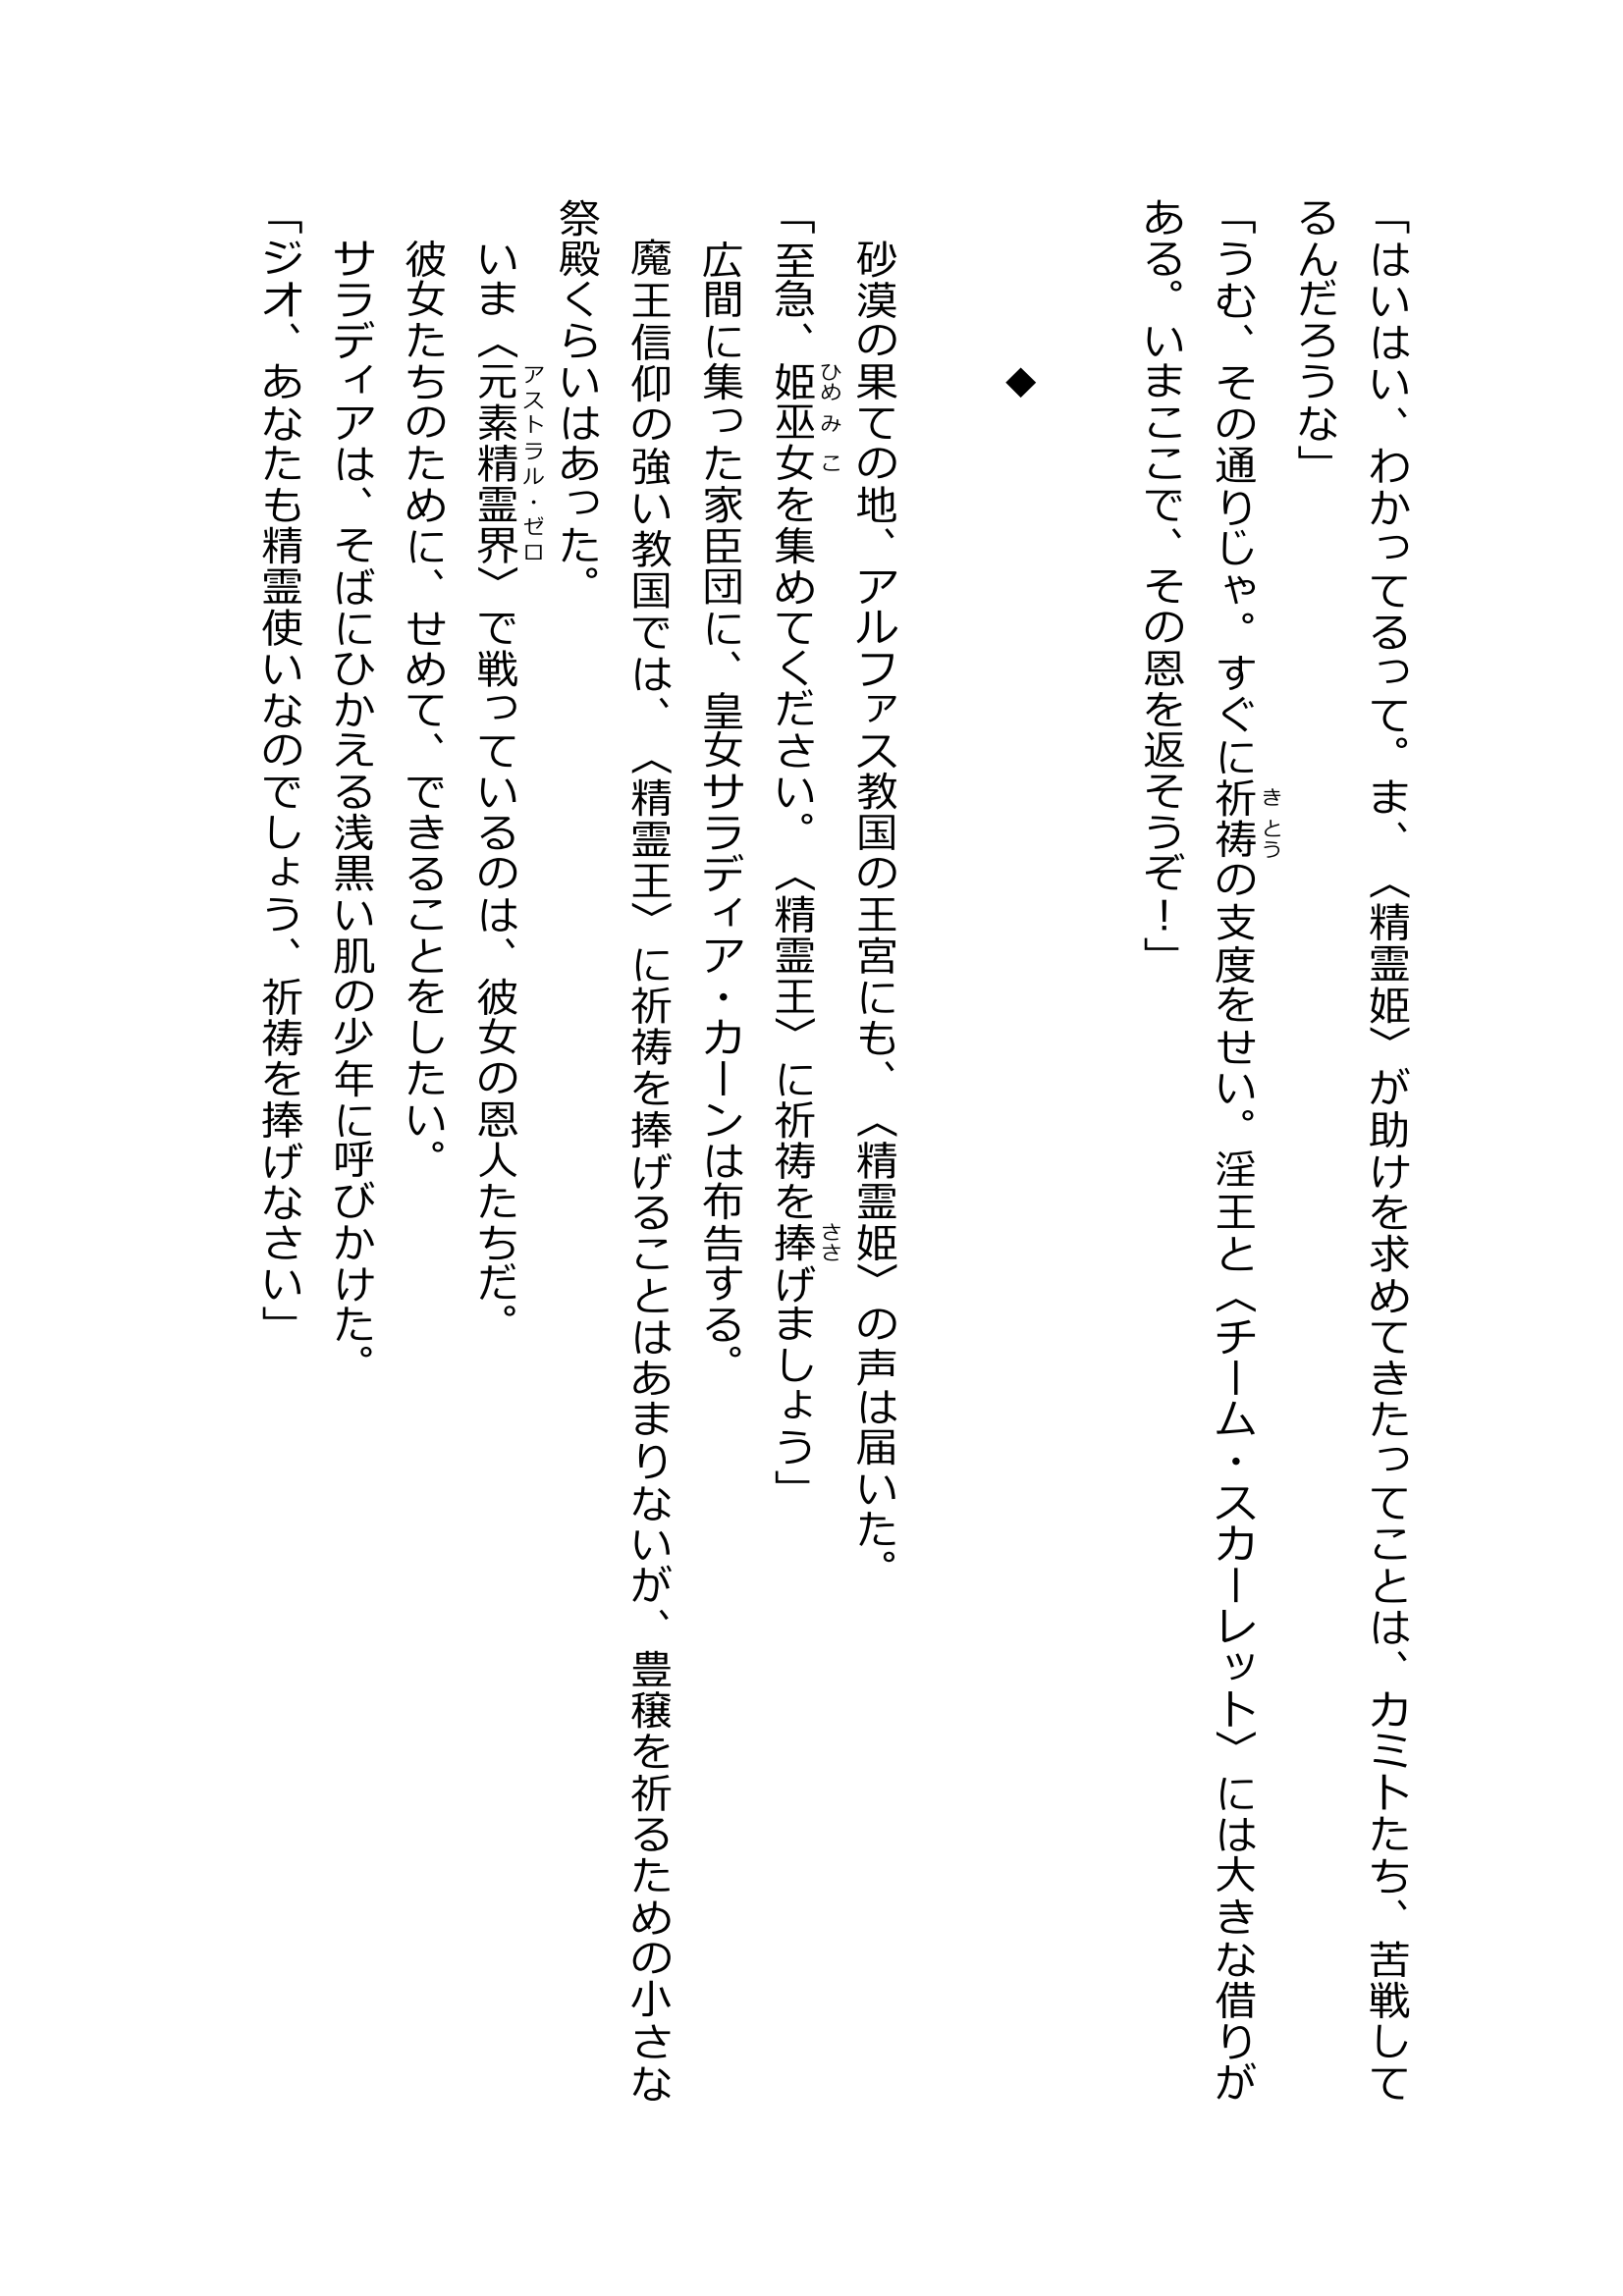 「はいはい、わかってるって。ま、〈精霊姫〉が助けを求めてきたってことは、カミトたち、苦戦して
るんだろうな」
「うむ、その通りじゃ。すぐに祈祷の支度をせい。淫王と〈チーム・スカーレット〉には大きな借りが
ある。いまここで、その恩を返そうぞ！」
◆
砂漠の果ての地、アルファス教国の王宮にも、〈精霊姫〉の声は届いた。
「至急、姫巫女を集めてください。〈精霊王〉に祈祷を捧げましょう」
広間に集った家臣団に、皇女サラディア・カーンは布告する。
魔王信仰の強い教国では、〈精霊王〉に祈祷を捧げることはあまりないが、豊穣を祈るための小さな
祭殿くらいはあった。
いま〈元素精霊界〉で戦っているのは、彼女の恩人たちだ。
彼女たちのために、せめて、できることをしたい。
サラディアは、そばにひかえる浅黒い肌の少年に呼びかけた。
「ジオ、あなたも精霊使いなのでしょう、祈祷を捧げなさい」
きとう
ひめみこ
ささ
アストラル・ゼロ